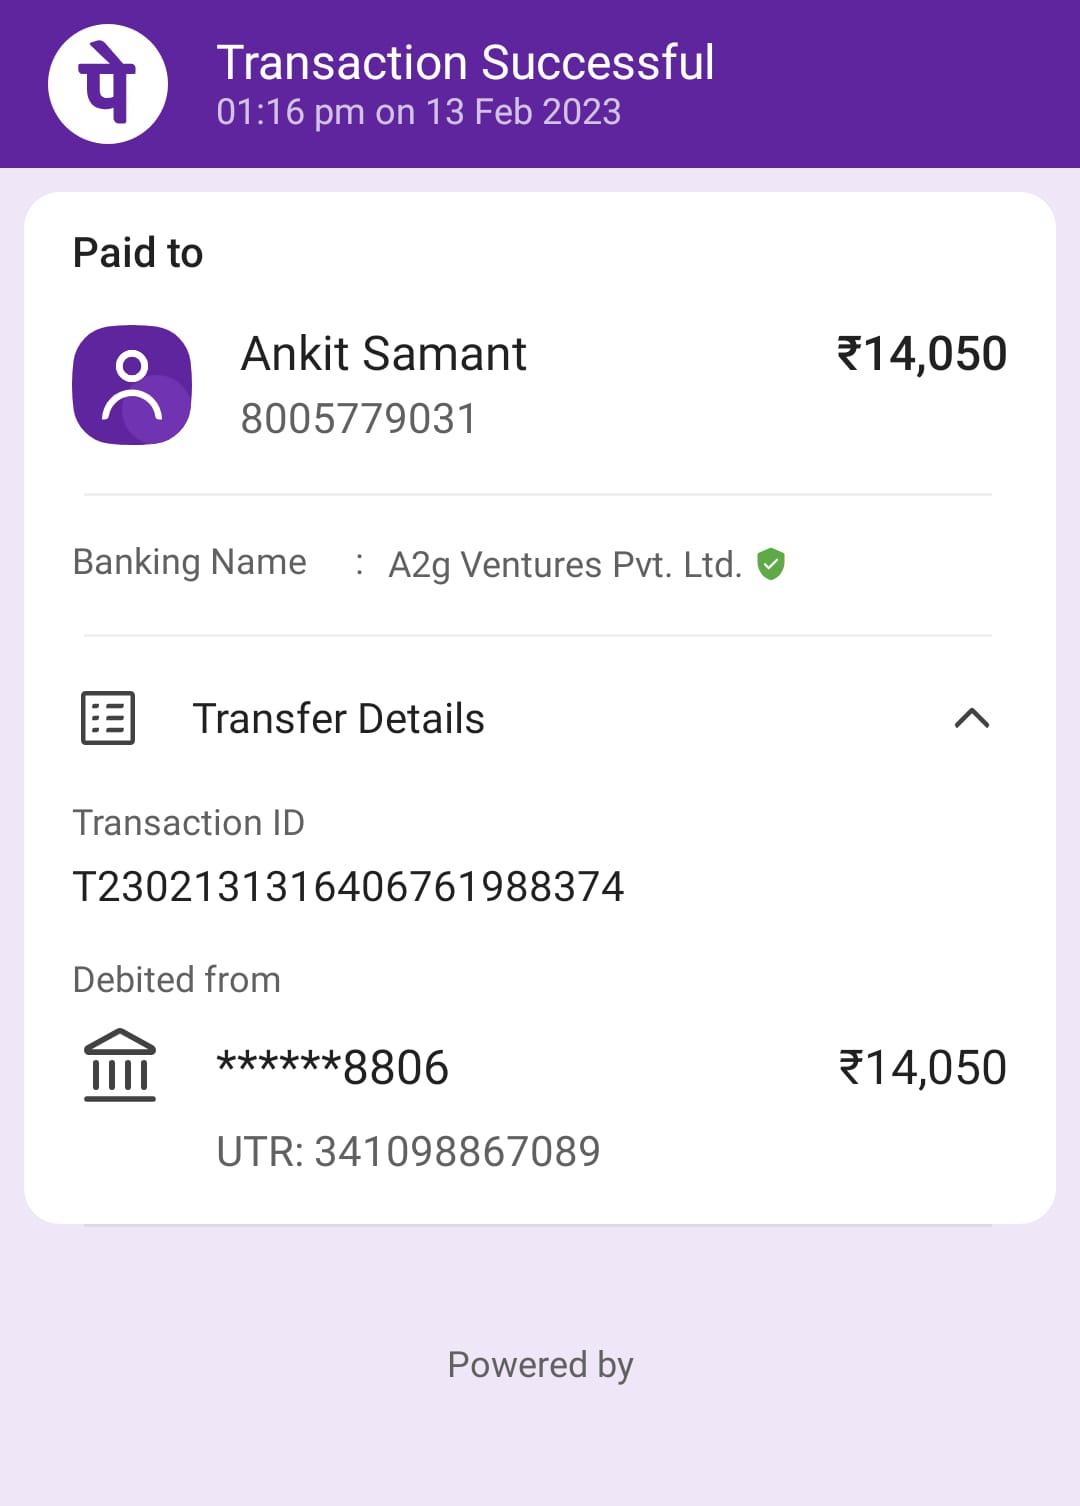 पे
Transaction Successful
01:16 pm on 13 Feb 2023
Paid to
Ankit Samant ₹14,050
8005779031
Banking Name : A2g Ventures Pvt. Ltd.
Transfer Details
Transaction ID
T2302131316406761988374
Debited from
******8806 ₹14,050
UTR: 341098867089
Powered by